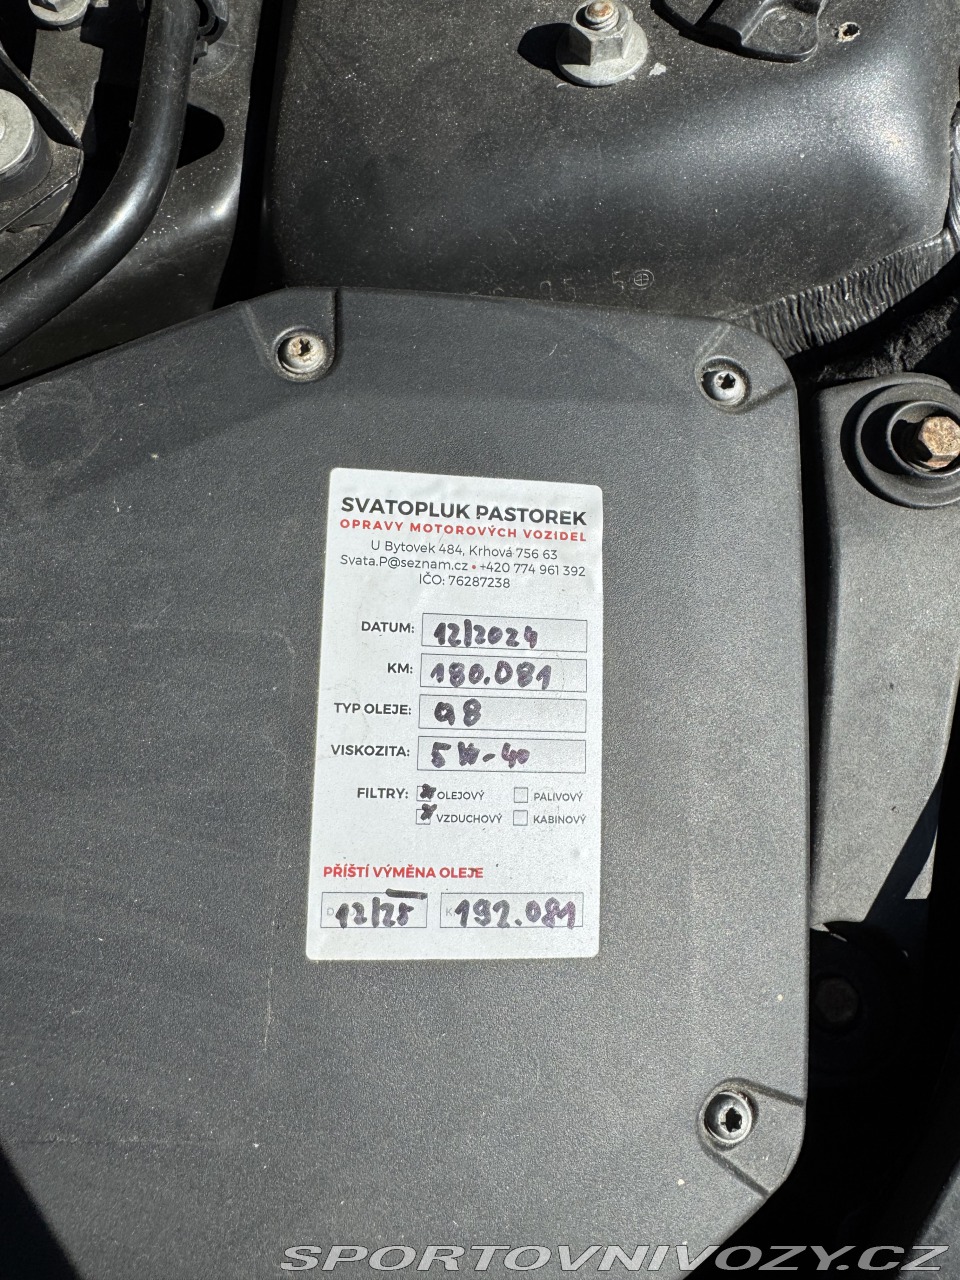 95 5
SVATOPLUK PASTOREK
OPRAVY MOTOROVÝCH VOZIDEL
U Bytovek 484, Krhová 756 63
Svata.P@seznam.cz • +420 774 961 392
IČO: 76287238
DATUM: 12/2024
KM: 180.081
TYP OLEJE: Q8
VISKOZITA: 5W-40
FILTRY: OLEJOVÝ PALIVOVÝ
VZDUCHOVÝ KABINOVÝ
PŘÍŠTÍ VÝMĚNA OLEJE
12/25 192.081
SPORTOVNIVOZY.CZ